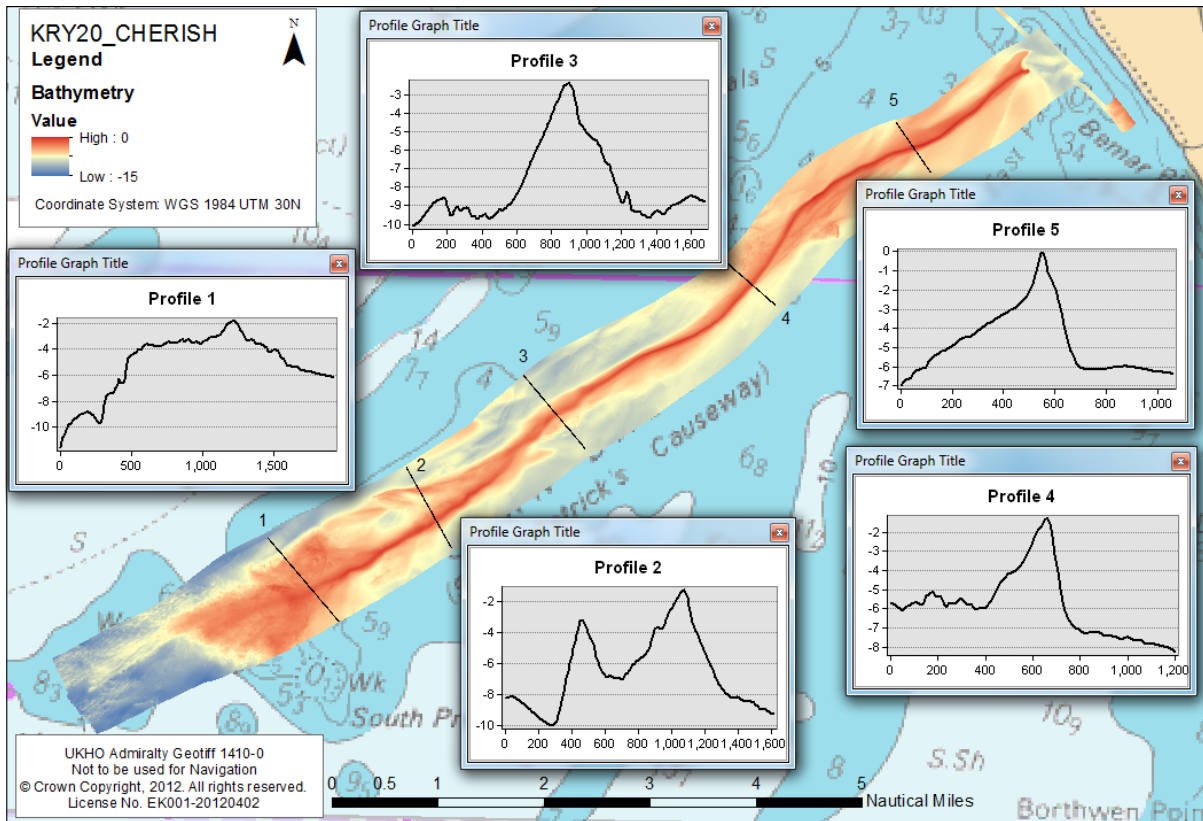 KRY20_CHERISH
Legend
N
Bathymetry
Value
High : 0
Low : -15
Coordinate System: WGS 1984 UTM 30N
Profile Graph Title
Profile 3
-3
-4
-5
-6
-7
-8
-9
-10
0 200 400 600 800 1,000 1,200 1,400 1,600
Profile Graph Title
Profile 1
-2
-4
-6
-8
-10
0 500 1,000 1,500
Profile Graph Title
Profile 5
0
-1
-2
-3
-4
-5
-6
-7
0 200 400 600 800 1,000
Profile Graph Title
Profile 4
-2
-3
-4
-5
-6
-7
-8
0 200 400 600 800 1,000 1,200
Profile Graph Title
Profile 2
-2
-4
-6
-8
-10
0 200 400 600 800 1,000 1,200 1,400 1,600
5
4
3
2
1
Causeway)
trick's
South Pr
Wk
S
S
S.Sh
Borthwen Point
UKHO Admiralty Geotiff 1410-0
Not to be used for Navigation
© Crown Copyright, 2012. All rights reserved.
License No. EK001-20120402
0 1 2 3 4 5
Nautical Miles